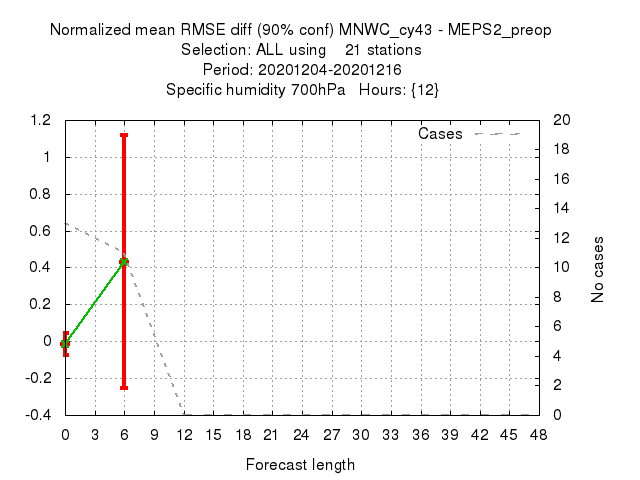 Normalized mean RMSE diff (90% conf) MNWC_cy43 - MEPS2_preop
Selection: ALL using    21 stations
Period: 20201204-20201216
Specific humidity 700hPa   Hours: {12}
Cases
1.2
1
0.8
0.6
0.4
0.2
0
-0.2
-0.4
20
18
16
14
12
10
8
6
4
2
0
No cases
0 3 6 9 12 15 18 21 24 27 30 33 36 39 42 45 48
Forecast length